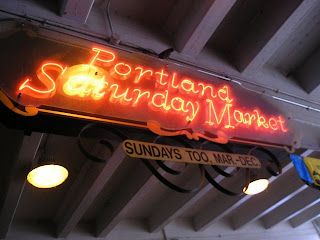 Portland
Saturday Market
SUNDAYS TOO, MAR.-DEC.